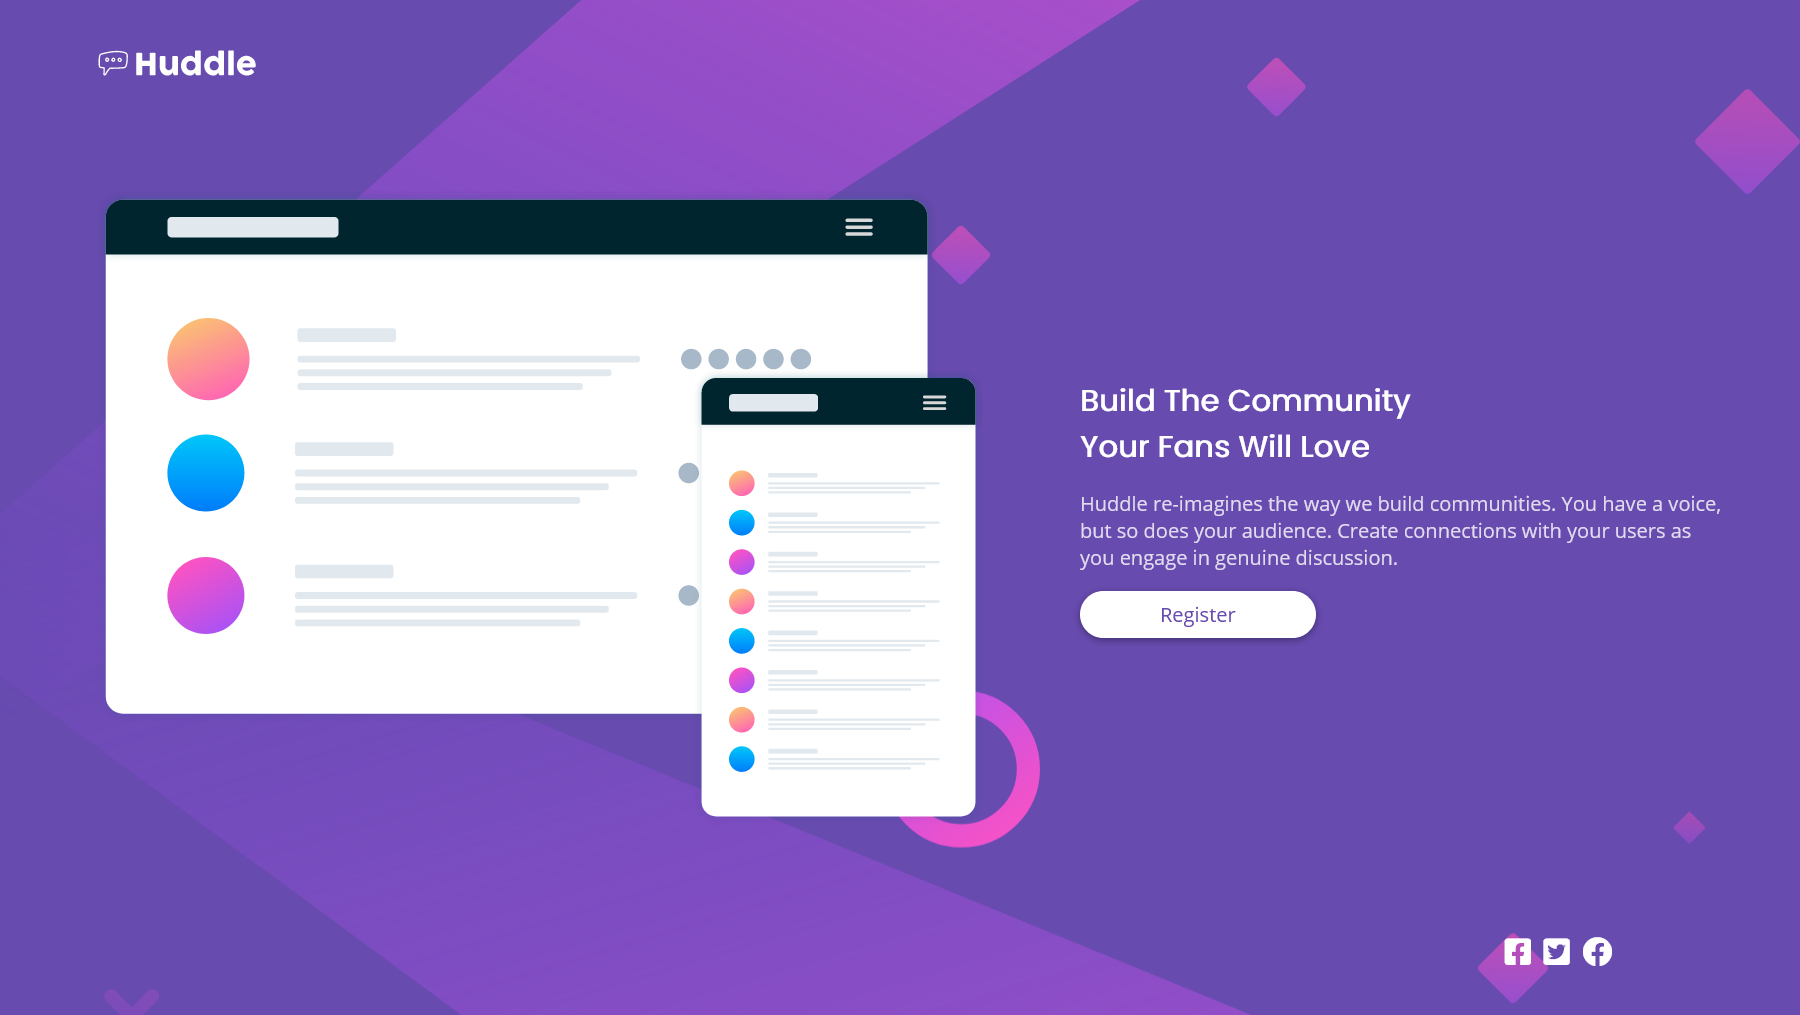 Huddle
Build The Community
Your Fans Will Love
Huddle re-imagines the way we build communities. You have a voice,
but so does your audience. Create connections with your users as
you engage in genuine discussion.
Register